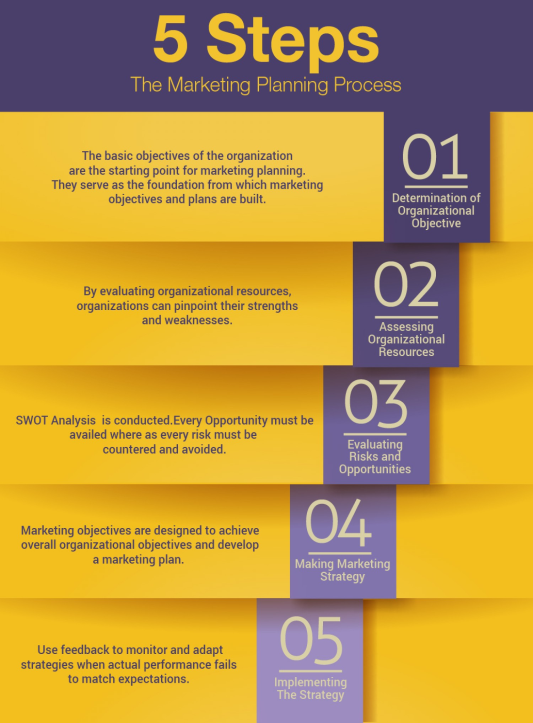 5 Steps
The Marketing Planning Process
The basic objectives of the organization
are the starting point for marketing planning.
They serve as the foundation from which marketing
objectives and plans are built.
01
Determination of
Organizational
Objective
By evaluating organizational resources,
organizations can pinpoint their strengths
and weaknesses.
02
Assessing
Organizational
Resources
SWOT Analysis  is conducted.Every Opportunity must be
availed where as every risk must be
countered and avoided.
03
Evaluating
Risks and
Opportunities
Marketing objectives are designed to achieve
overall organizational objectives and develop
a marketing plan.
04
Making Marketing
Strategy
Use feedback to monitor and adapt
strategies when actual performance fails
to match expectations.
05
Implementing
The Strategy